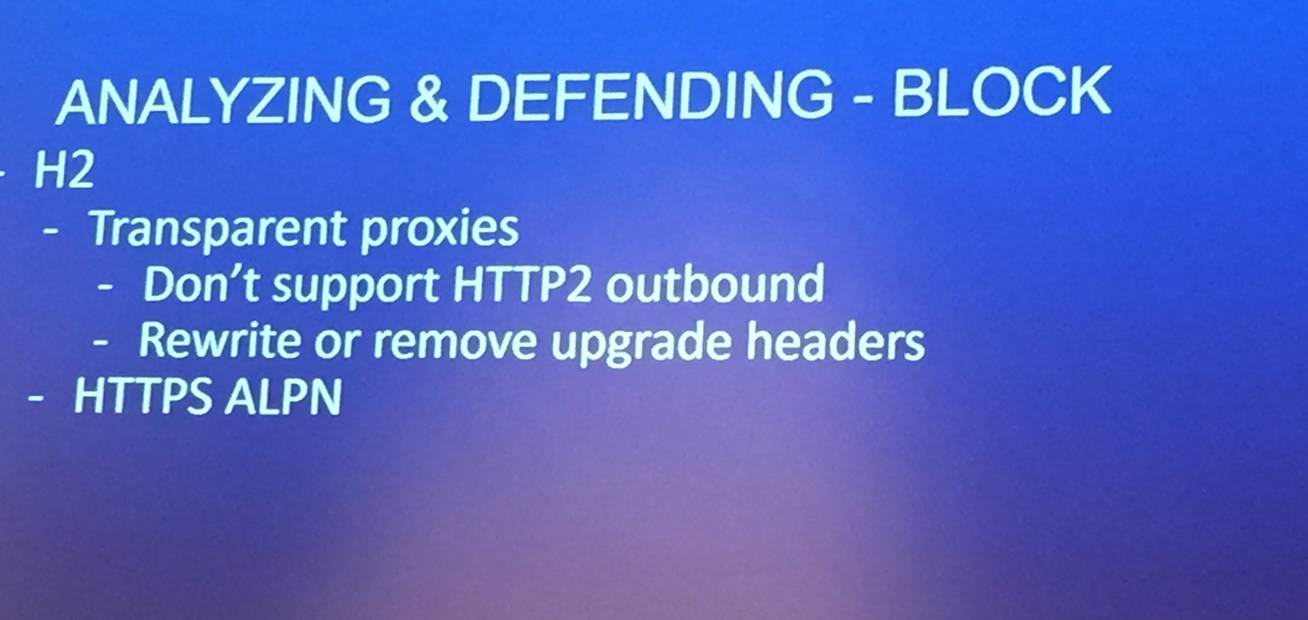 ANALYZING & DEFENDING - BLOCK
- H2
- Transparent proxies
- Don’t support HTTP2 outbound
- Rewrite or remove upgrade headers
- HTTPS ALPN